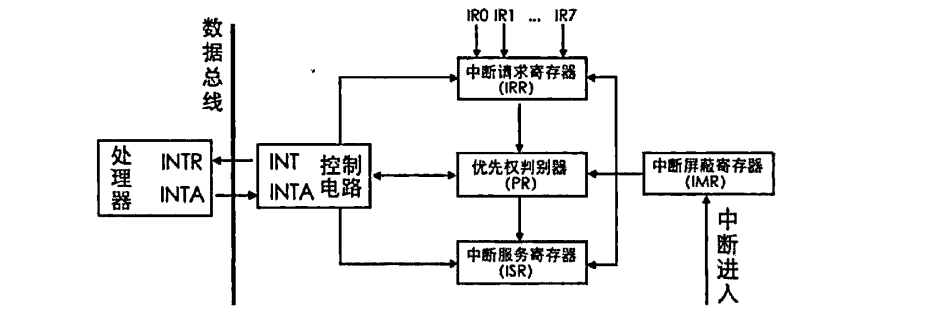 数据总线
IR0 IR1 ... IR7
中断请求寄存器
(IRR)
处理器
INTR
INTA
INT
INTA
控制
电路
优先权判别器
(PR)
中断屏蔽寄存器
(IMR)
中断服务寄存器
(ISR)
中断进入